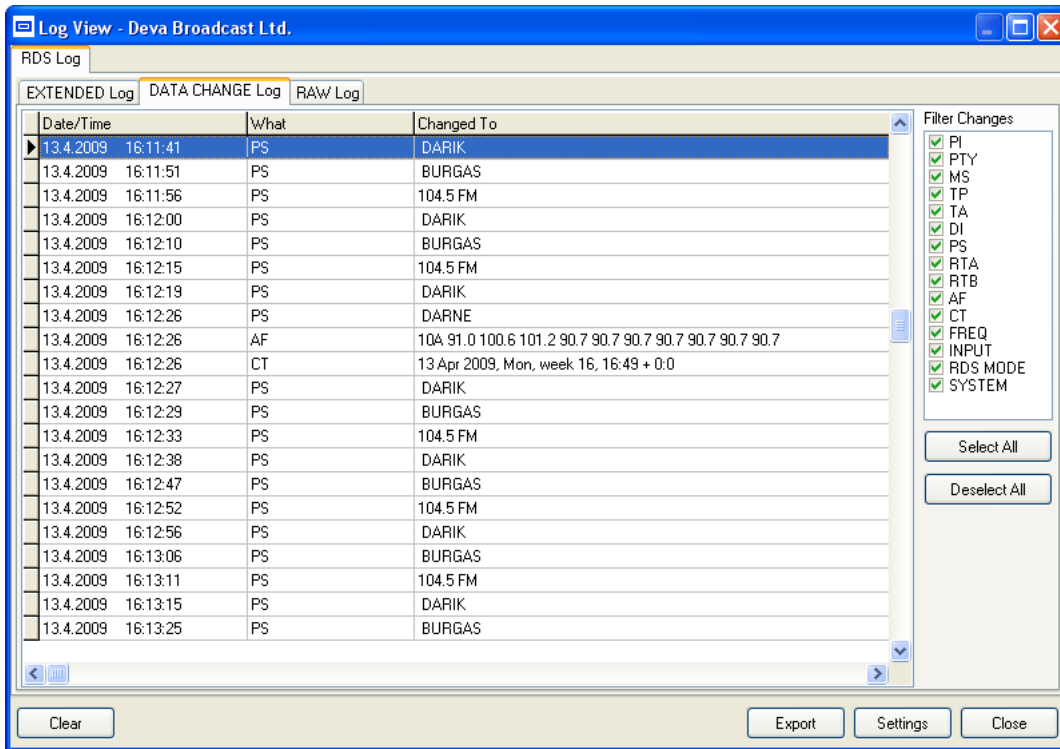 Log View - Deva Broadcast Ltd.
RDS Log
EXTENDED Log DATA CHANGE Log RAW Log
Date/Time What Changed To
13.4.2009 16:11:41 PS DARIK
13.4.2009 16:11:51 PS BURGAS
13.4.2009 16:11:56 PS 104.5 FM
13.4.2009 16:12:00 PS DARIK
13.4.2009 16:12:10 PS BURGAS
13.4.2009 16:12:15 PS 104.5 FM
13.4.2009 16:12:19 PS DARIK
13.4.2009 16:12:26 PS DARNE
13.4.2009 16:12:26 AF 10A 91.0 100.6 101.2 90.7 90.7 90.7 90.7 90.7 90.7 90.7
13.4.2009 16:12:26 CT 13 Apr 2009, Mon, week 16, 16:49 + 0:0
13.4.2009 16:12:27 PS DARIK
13.4.2009 16:12:29 PS BURGAS
13.4.2009 16:12:33 PS 104.5 FM
13.4.2009 16:12:38 PS DARIK
13.4.2009 16:12:47 PS BURGAS
13.4.2009 16:12:52 PS 104.5 FM
13.4.2009 16:12:56 PS DARIK
13.4.2009 16:13:06 PS BURGAS
13.4.2009 16:13:11 PS 104.5 FM
13.4.2009 16:13:15 PS DARIK
13.4.2009 16:13:25 PS BURGAS
Filter Changes
PI
PTY
MS
TP
TA
DI
PS
RTA
RTB
AF
CT
FREQ
INPUT
RDS MODE
SYSTEM
Select All
Deselect All
Clear Export Settings Close